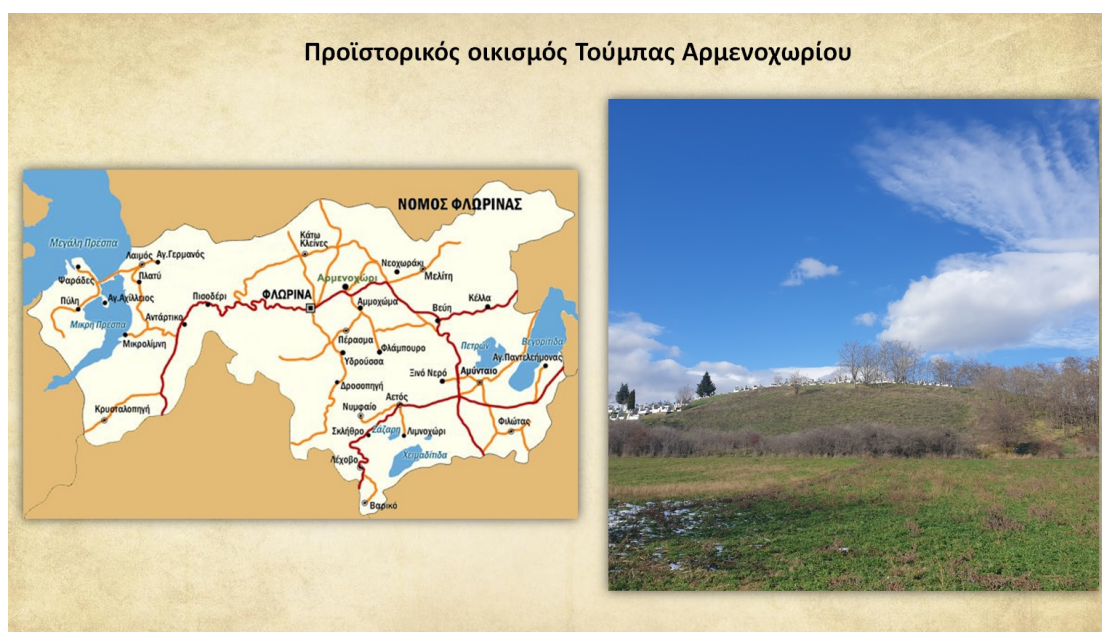 Προϊστορικός οικισμός Τούμπας Αρμενοχωρίου
ΝΟΜΟΣ ΦΛΩΡΙΝΑΣ
Μεγάλη Πρέσπα
Κάτω
Κλείνες
Λαιμός
Αγ.Γερμανός
Νεοχωράκι
Μελίτη
Ψαράδες
Πλατύ
Αρμενοχώρι
Πύλη
Αγ.Αχίλλειος
Πισοδέρι
ΦΛΩΡΙΝΑ
Αμμοχώμα
Κέλλα
Βεύη
Αντάρτικο
Μικρή Πρέσπα
Μικρολίμνη
Πέρασμα
Φλάμπουρο
Υδρούσσα
Πετρών
Βεγορίτιδα
Αγ.Παντελεήμονας
Ξινό Νερό
Αμύνταιο
Δροσοπηγή
Κρυσταλοπηγή
Νυμφαίο
Αετός
Φιλώτας
Σκλήθρο
Ζάζαρη
Λιμνοχώρι
Λέχοβο
Χειμαδίτιδα
Βαρικό